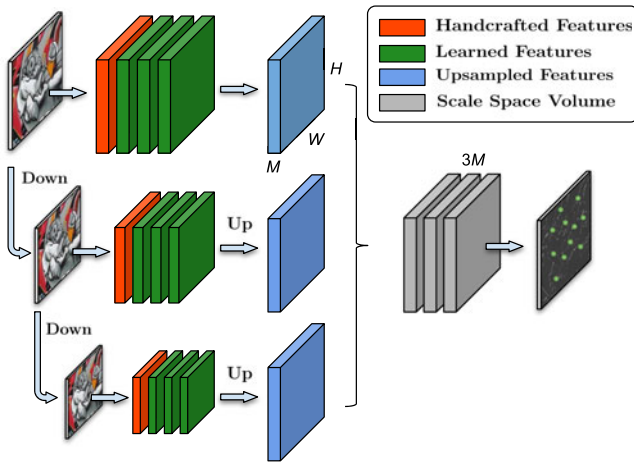 Handcrafted Features
Learned Features
Upsampled Features
Scale Space Volume
H
W
M
3M
Down
Up
Down
Up